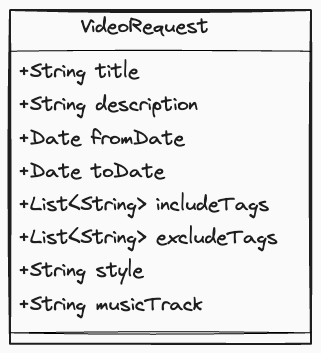 VideoRequest
+String title
+String description
+Date fromDate
+Date toDate
+List<String> includeTags
+List<String> excludeTags
+String style
+String musicTrack